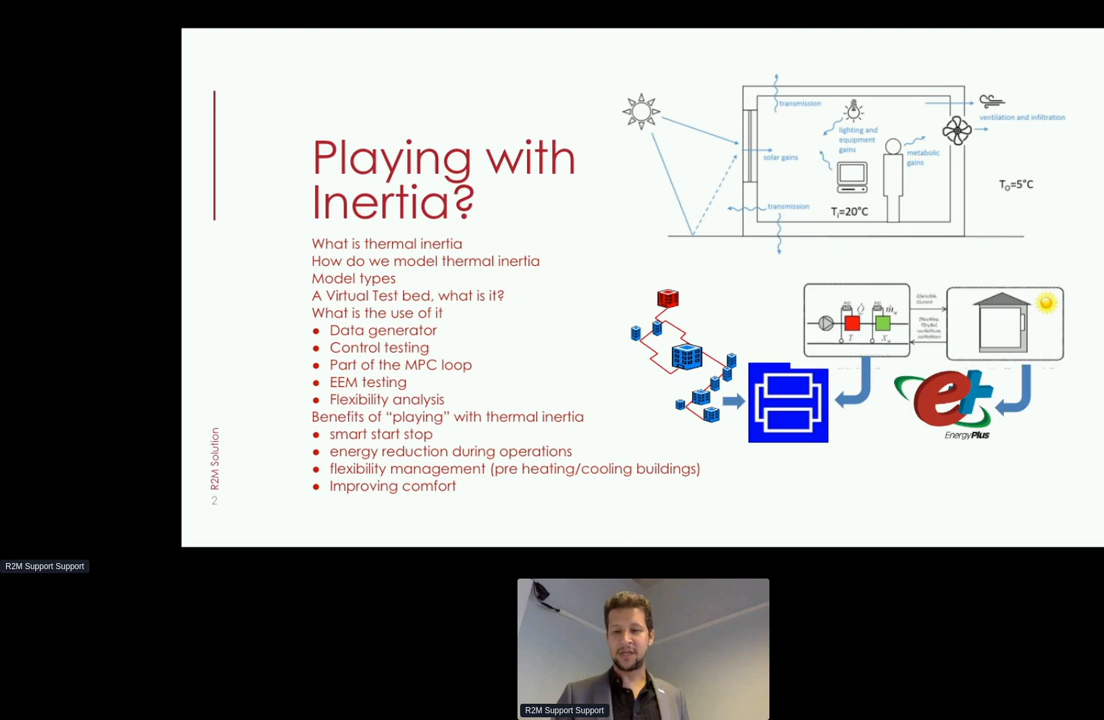 Playing with
Inertia?
What is thermal inertia
How do we model thermal inertia
Model types
A Virtual Test bed, what is it?
What is the use of it
● Data generator
● Control testing
● Part of the MPC loop
● EEM testing
● Flexibility analysis
Benefits of “playing” with thermal inertia
● smart start stop
● energy reduction during operations
● flexibility management (pre heating/cooling buildings)
● Improving comfort
R2M Solution
2
transmission
ventilation and infiltration
lighting and
equipment
gains
solar gains
metabolic
gains
transmission
To=5°C
Ti=20°C
T
EnergyPlus
R2M Support Support
R2M Support Support